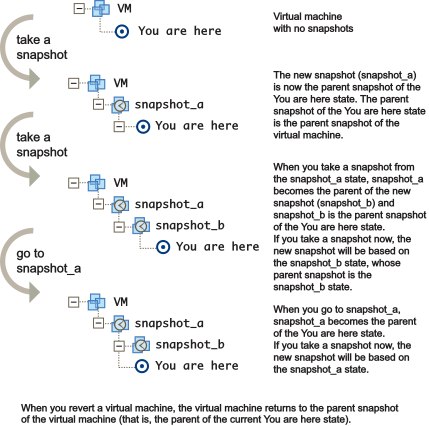 VM
You are here
Virtual machine
with no snapshots
take a
snapshot
VM
snapshot_a
You are here
The new snapshot (snapshot_a)
is now the parent snapshot of the
You are here state. The parent
snapshot of the You are here state
is the parent snapshot of the
virtual machine.
take a
snapshot
VM
snapshot_a
snapshot_b
You are here
When you take a snapshot from
the snapshot_a state, snapshot_a
becomes the parent of the new
snapshot (snapshot_b) and
snapshot_b is the parent snapshot
of the You are here state.
If you take a snapshot now, the
new snapshot will be based on
the snapshot_b state, whose
parent snapshot is the
snapshot_b state.
go to
snapshot_a
VM
snapshot_a
snapshot_b
You are here
When you go to snapshot_a,
snapshot_a becomes the parent
of the You are here state.
If you take a snapshot now, the
new snapshot will be based on
the snapshot_a state.
When you revert a virtual machine, the virtual machine returns to the parent snapshot
of the virtual machine (that is, the parent of the current You are here state).